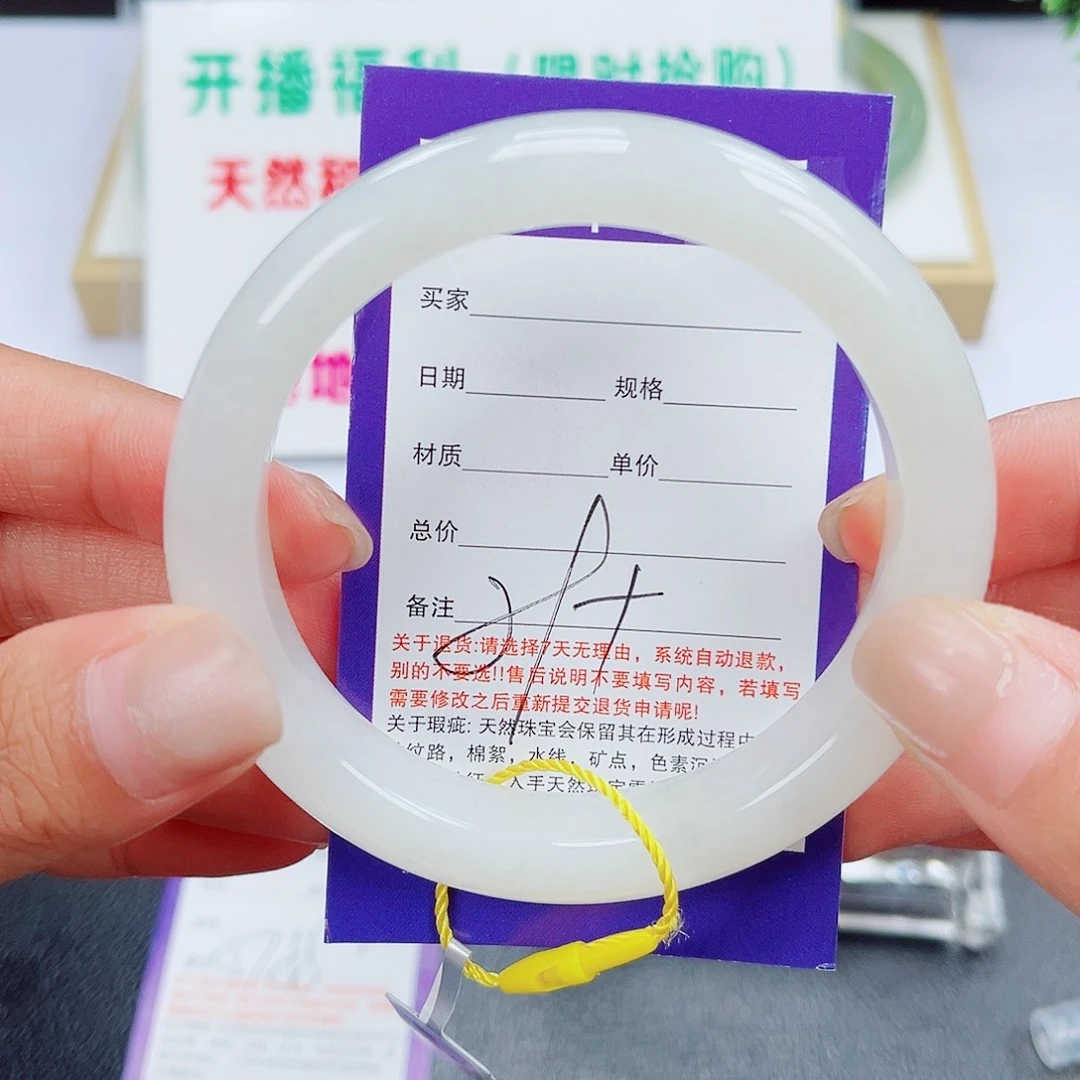 开播福利（限时抢购）
天然
地
买家
日期 规格
材质 单价
总价
备注
关于退货:请选择7天无理由，系统自动退款，
别的不要选!!售后说明不要填写内容，若填写
需要修改之后重新提交退货申请呢!
关于瑕疵: 天然珠宝会保留其在形成过程中
纹路，棉絮，水线，矿点，色素沉
入手天然珠宝